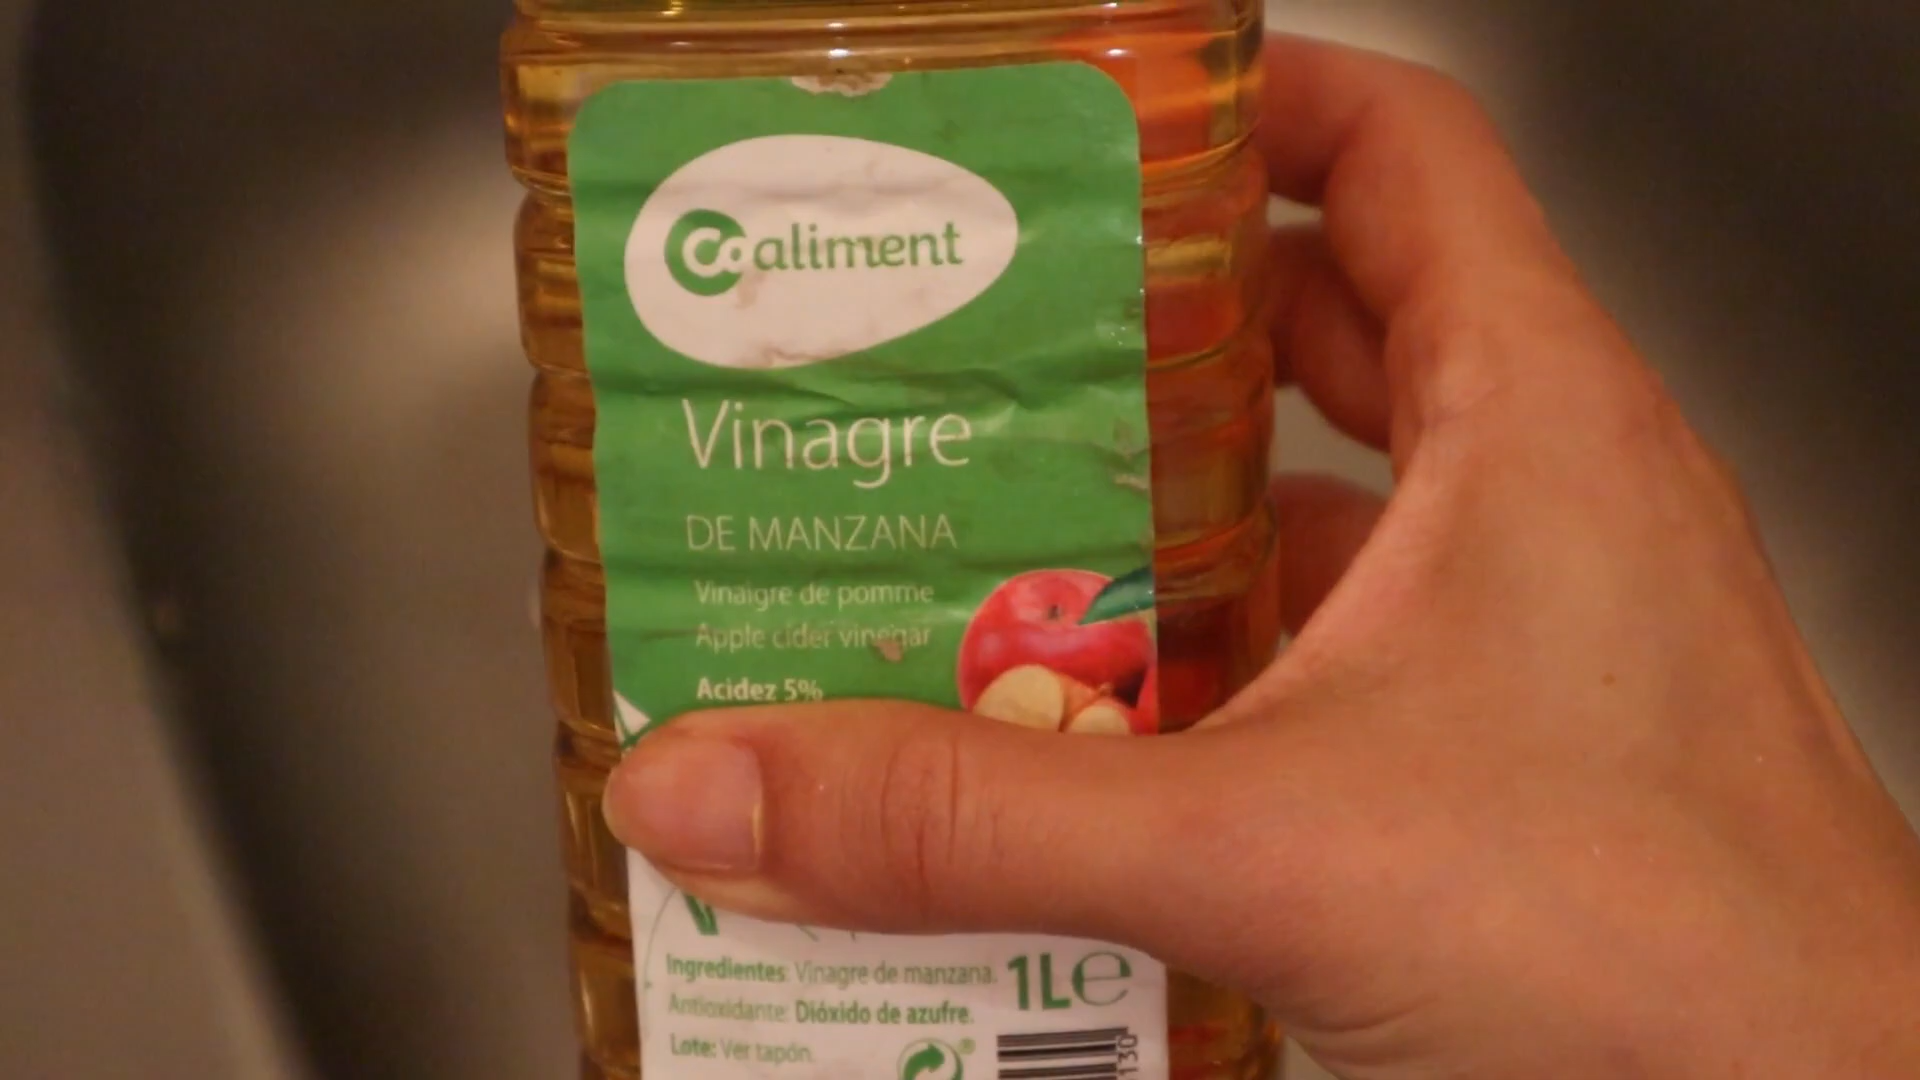 Coaliment
Vinagre
DE MANZANA
Vinaigre de pomme
Apple cider vinegar
Acidez 5%
Ingredientes: Vinagre de manzana.
Antioxidante: Dióxido de azufre.
1L℮
Lote: Ver tapón.
130